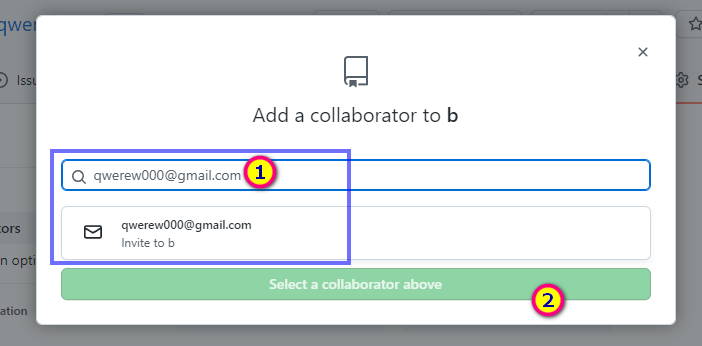 qwer
Issu
S
Add a collaborator to b
qwerew000@gmail.com
1
qwerew000@gmail.com
Invite to b
tors
n opti
Select a collaborator above
2
ation